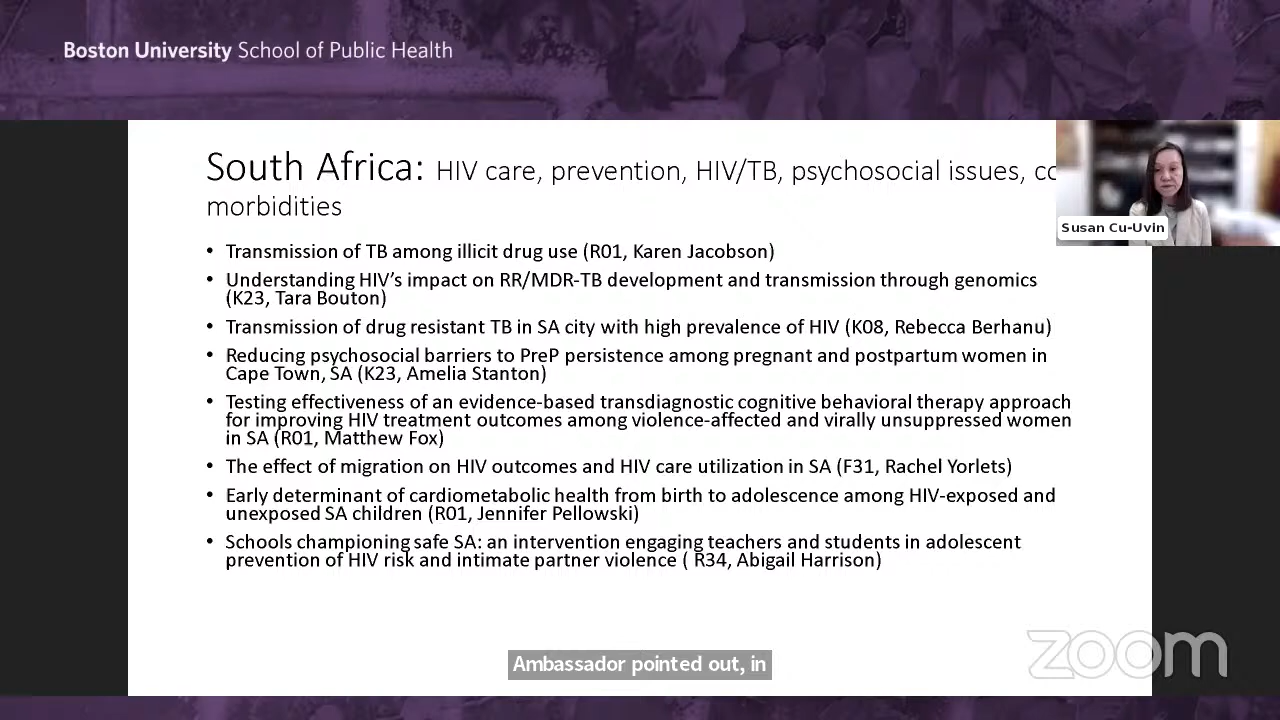 Boston University School of Public Health
South Africa: HIV care, prevention, HIV/TB, psychosocial issues, co
morbidities
Susan Cu-Uvin
• Transmission of TB among illicit drug use (R01, Karen Jacobson)
• Understanding HIV’s impact on RR/MDR-TB development and transmission through genomics
(K23, Tara Bouton)
• Transmission of drug resistant TB in SA city with high prevalence of HIV (K08, Rebecca Berhanu)
• Reducing psychosocial barriers to PreP persistence among pregnant and postpartum women in
Cape Town, SA (K23, Amelia Stanton)
• Testing effectiveness of an evidence-based transdiagnostic cognitive behavioral therapy approach
for improving HIV treatment outcomes among violence-affected and virally unsuppressed women
in SA (R01, Matthew Fox)
• The effect of migration on HIV outcomes and HIV care utilization in SA (F31, Rachel Yorlets)
• Early determinant of cardiometabolic health from birth to adolescence among HIV-exposed and
unexposed SA children (R01, Jennifer Pellowski)
• Schools championing safe SA: an intervention engaging teachers and students in adolescent
prevention of HIV risk and intimate partner violence ( R34, Abigail Harrison)
Ambassador pointed out, in
zoom